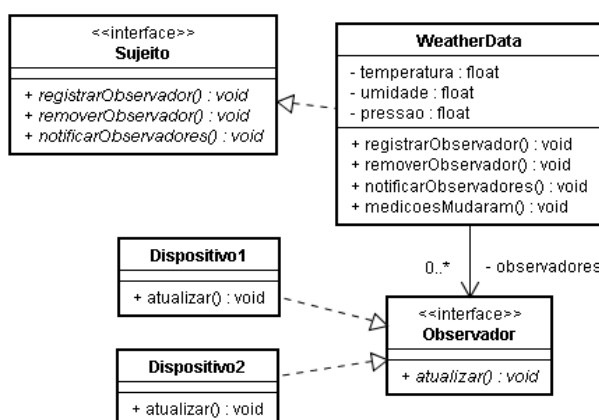 <<interface>>
Sujeito
+ registrarObservador() : void
+ removerObservador() : void
+ notificarObservadores() : void
WeatherData
- temperatura : float
- umidade : float
- pressao : float
+ registrarObservador() : void
+ removerObservador() : void
+ notificarObservadores() : void
+ medicoesMudaram() : void
0..*
- observadores
Dispositivo1
+ atualizar() : void
<<interface>>
Observador
+ atualizar() : void
Dispositivo2
+ atualizar() : void